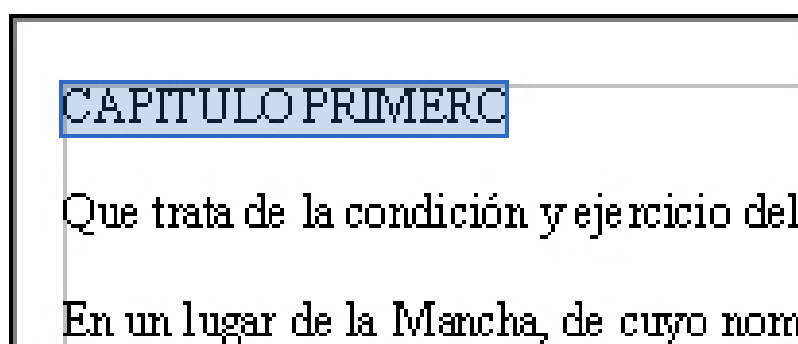 CAPITULO PRIMERO
Que trata de la condición y ejercicio del
En un lugar de la Mancha, de cuyo nom